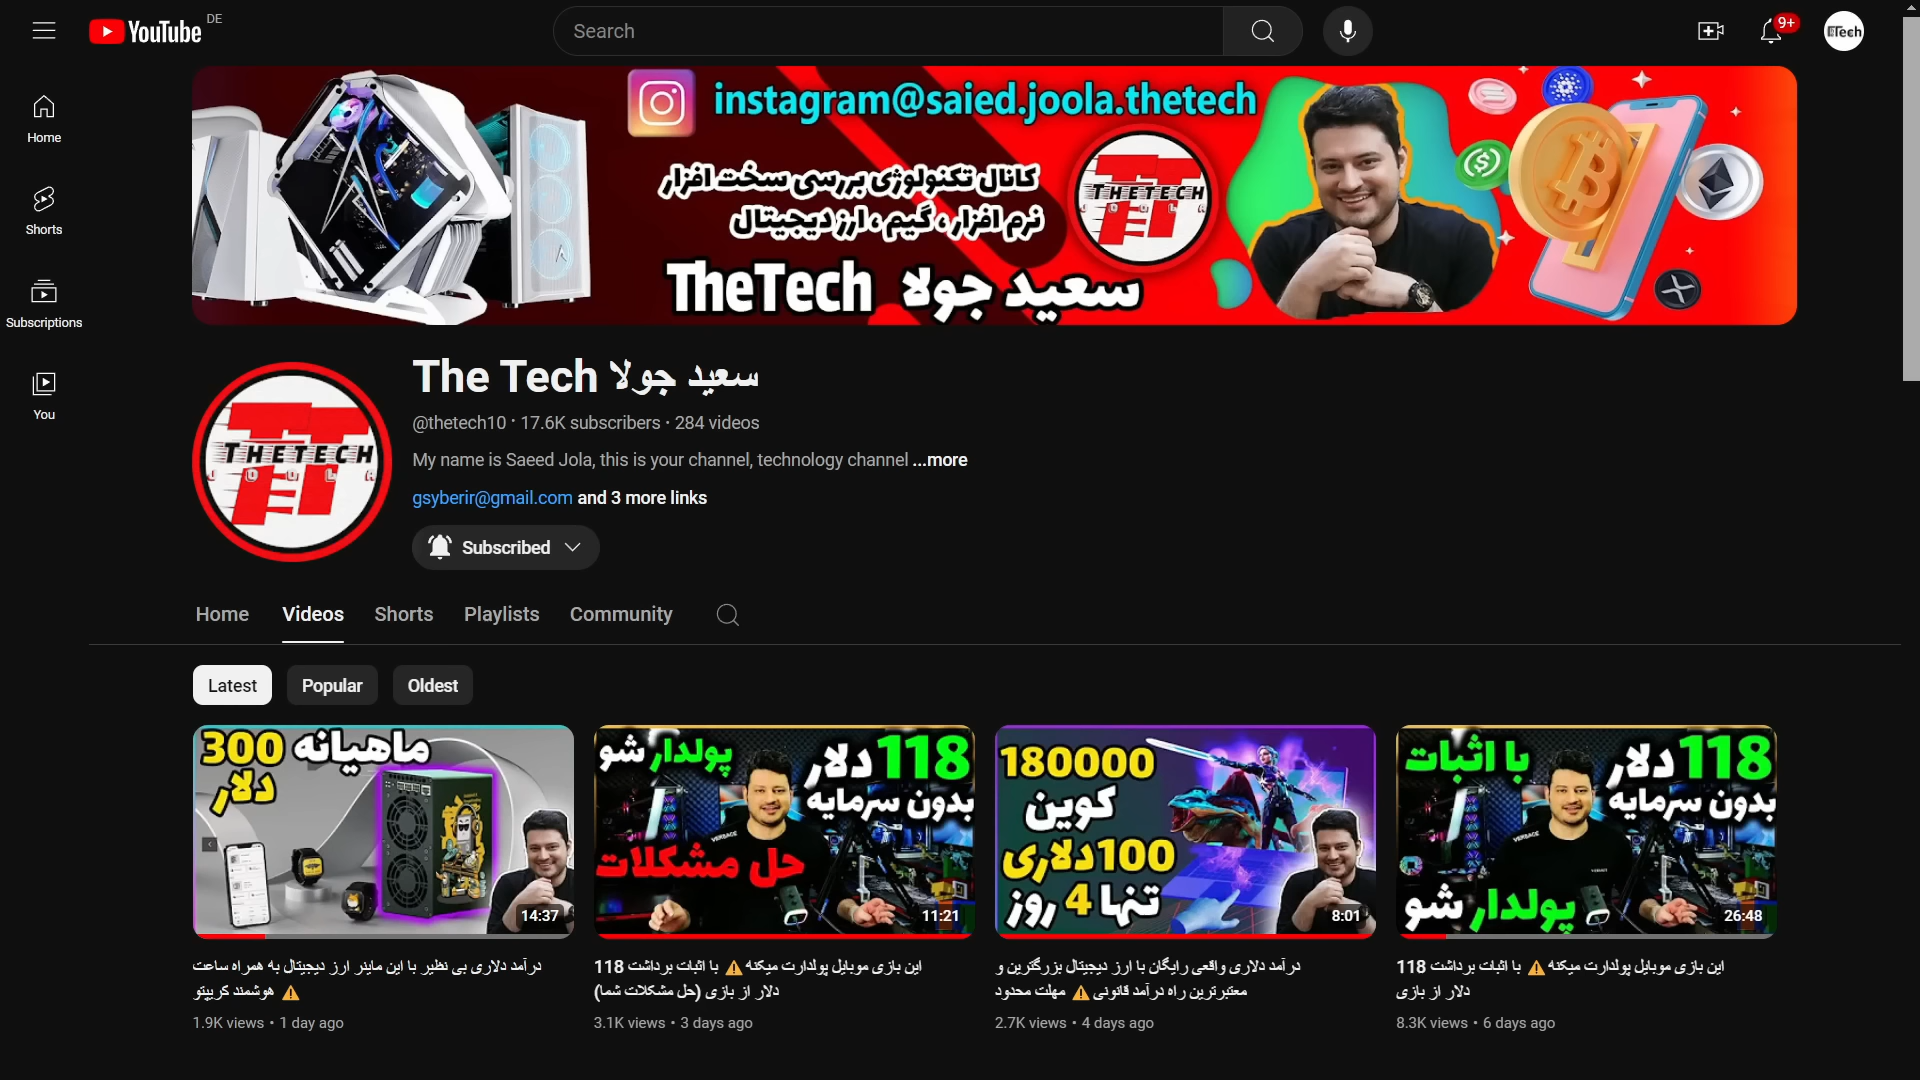 YouTube DE
Search
9+
Tech
Home
Shorts
Subscriptions
You
instagram@saied.joola.thetech
کانال تکنولوژی بررسی سخت افزار
نرم افزار ، گیم ، ارز دیجیتال
TheTech سعید جولا
THETECH
JOOLA
The Tech سعید جولا
@thetech10 · 17.6K subscribers · 284 videos
My name is Saeed Jola, this is your channel, technology channel ...more
gsyberir@gmail.com and 3 more links
Subscribed
THETECH
JOOLA
Home Videos Shorts Playlists Community
Latest Popular Oldest
ماهیانه 300
دلار
14:37
118 دلار
بدون سرمایه
پولدار شو
حل مشکلات
VERSACE
11:21
180000
کوین
100 دلاری
تنها 4 روز
8:01
با اثبات
118 دلار
بدون سرمایه
پولدار شو
VERSACE
26:48
درآمد دلاری بی نظیر با این ماینر ارز دیجیتال به همراه ساعت
هوشمند کریپتو ⚠️
1.9K views • 1 day ago
این بازی موبایل پولدارت میکنه⚠️ با اثبات برداشت 118
دلار از بازی (حل مشکلات شما)
3.1K views • 3 days ago
درآمد دلاری واقعی رایگان با ارز دیجیتال بزرگترین و
معتبرترین راه درآمد قانونی⚠️ مهلت محدود
2.7K views • 4 days ago
این بازی موبایل پولدارت میکنه⚠️ با اثبات برداشت 118
دلار از بازی
8.3K views • 6 days ago